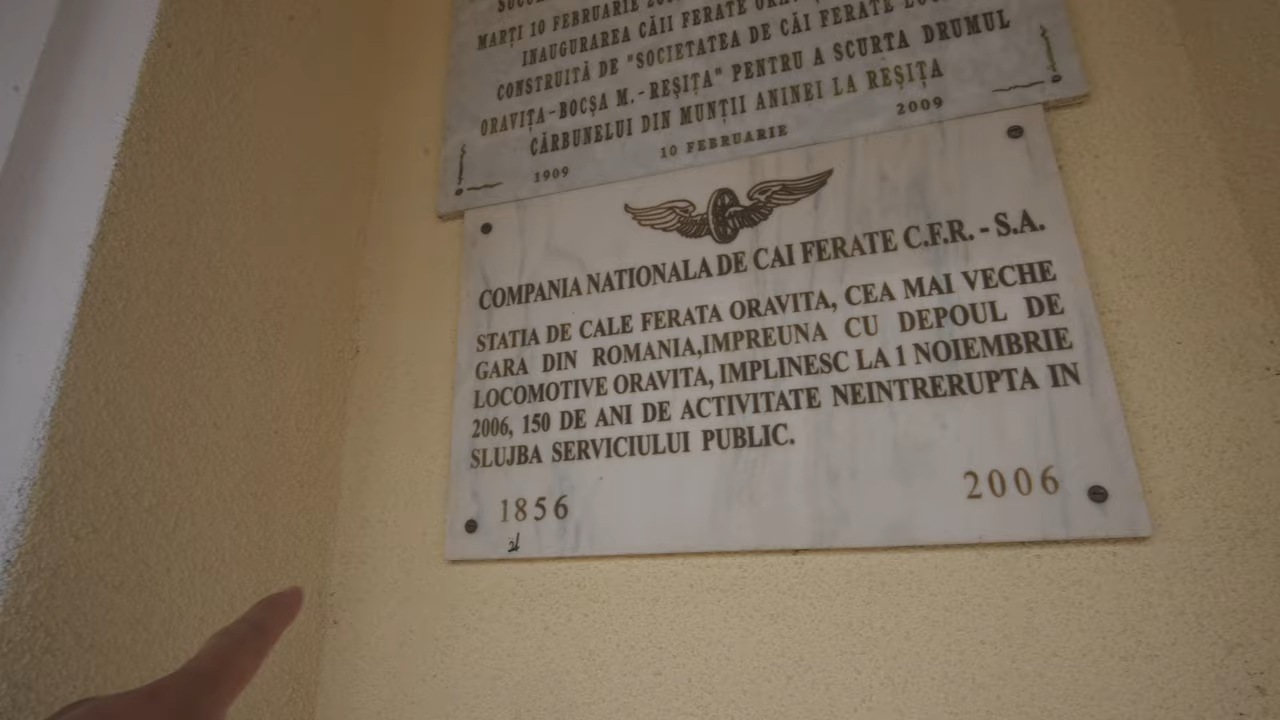 MARȚI 10 FEBRUARIE
INAUGURAREA CĂII FERATE
CONSTRUITĂ DE "SOCIETATEA DE CĂI FERATE
ORAVIȚA-BOCȘA M.-REȘIȚA" PENTRU A SCURTA DRUMUL
CĂRBUNELUI DIN MUNȚII ANINEI LA REȘIȚA
1909 10 FEBRUARIE 2009
COMPANIA NATIONALA DE CAI FERATE C.F.R. - S.A.
STATIA DE CALE FERATA ORAVITA, CEA MAI VECHE
GARA DIN ROMANIA,IMPREUNA CU DEPOUL DE
LOCOMOTIVE ORAVITA, IMPLINESC LA 1 NOIEMBRIE
2006, 150 DE ANI DE ACTIVITATE NEINTRERUPTA IN
SLUJBA SERVICIULUI PUBLIC.
1856 2006